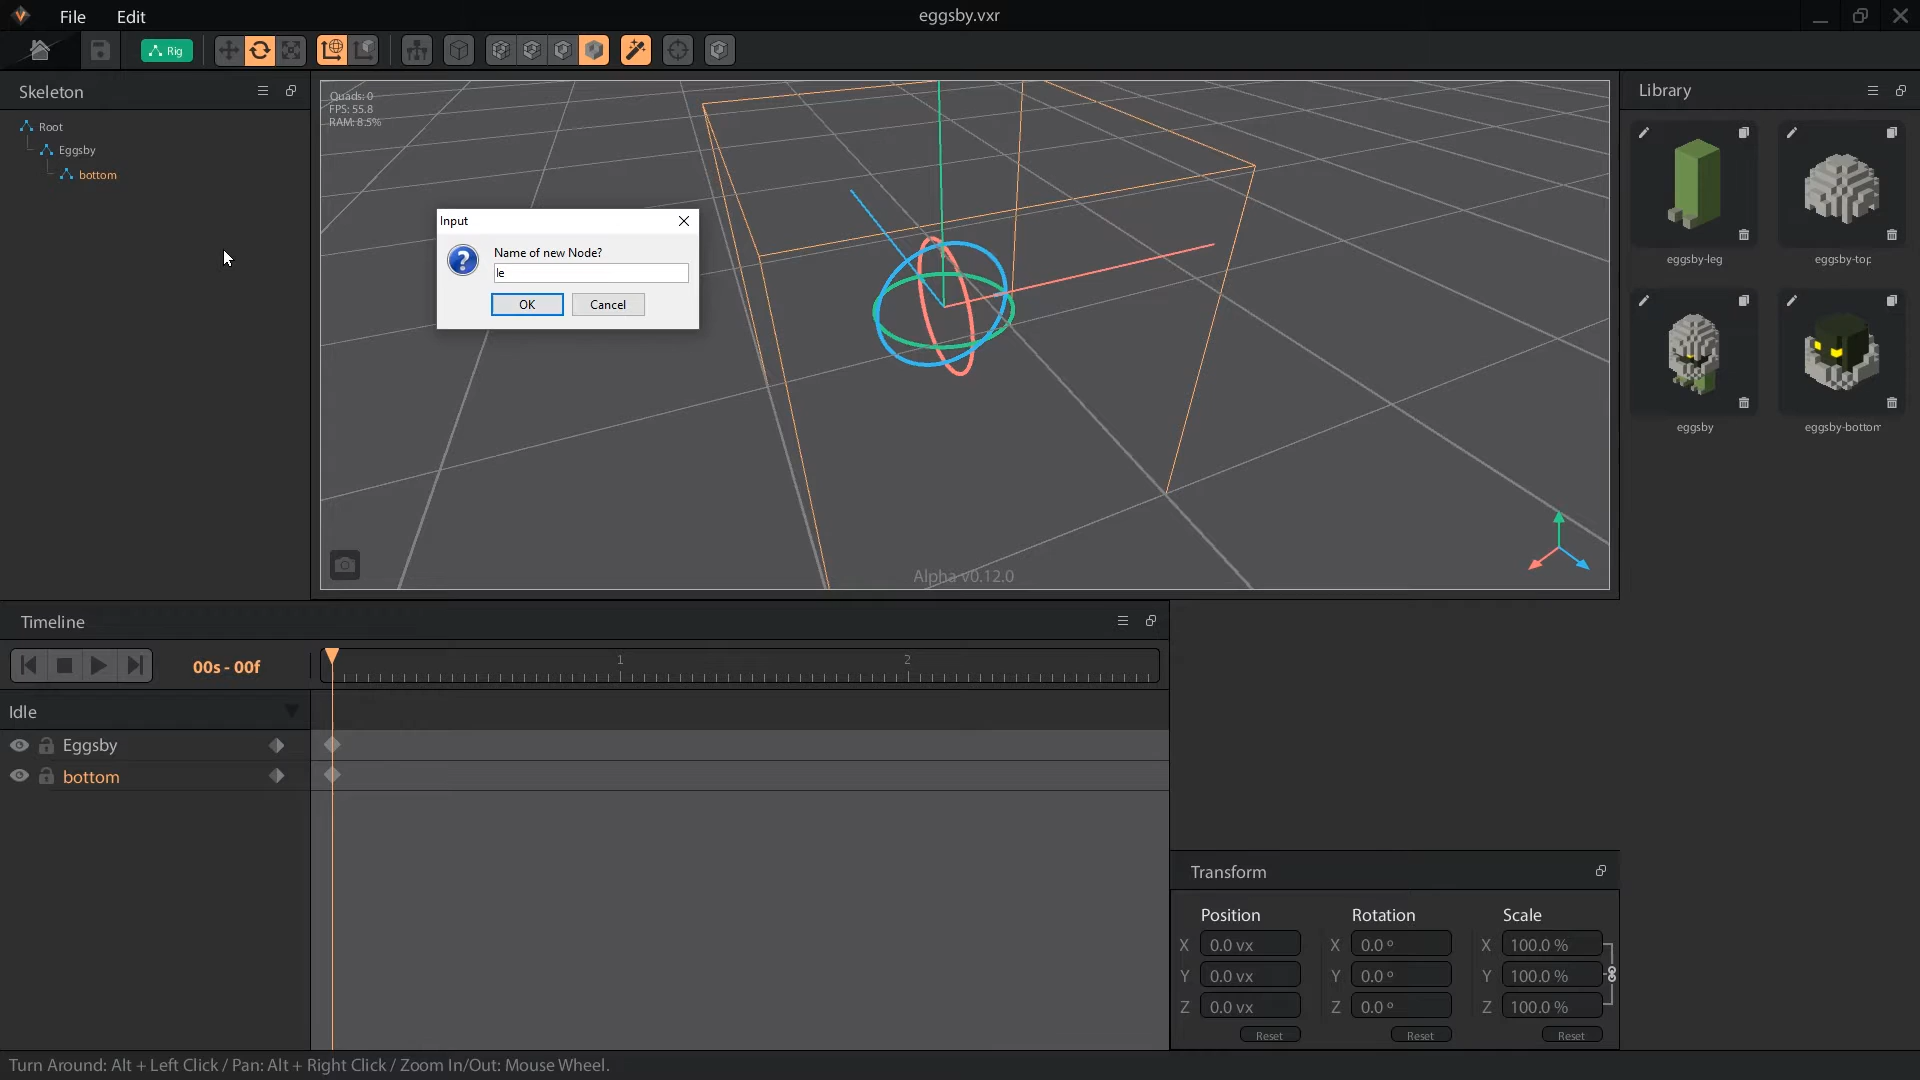 File Edit eggsby.vxr
Rig
Skeleton
Root
Eggsby
bottom
Quads: 0
FPS: 55.8
RAM: 8.5%
Input
Name of new Node?
le
OK Cancel
Alpha v0.12.0
Library
eggsby-leg eggsby-top
eggsby eggsby-bottom
Timeline
00s - 00f
1 2
Idle
Eggsby
bottom
Transform
Position Rotation Scale
X 0.0 vx X 0.0 º X 100.0 %
Y 0.0 vx Y 0.0 º Y 100.0 %
Z 0.0 vx Z 0.0 º Z 100.0 %
Reset Reset Reset
Turn Around: Alt + Left Click / Pan: Alt + Right Click / Zoom In/Out: Mouse Wheel.